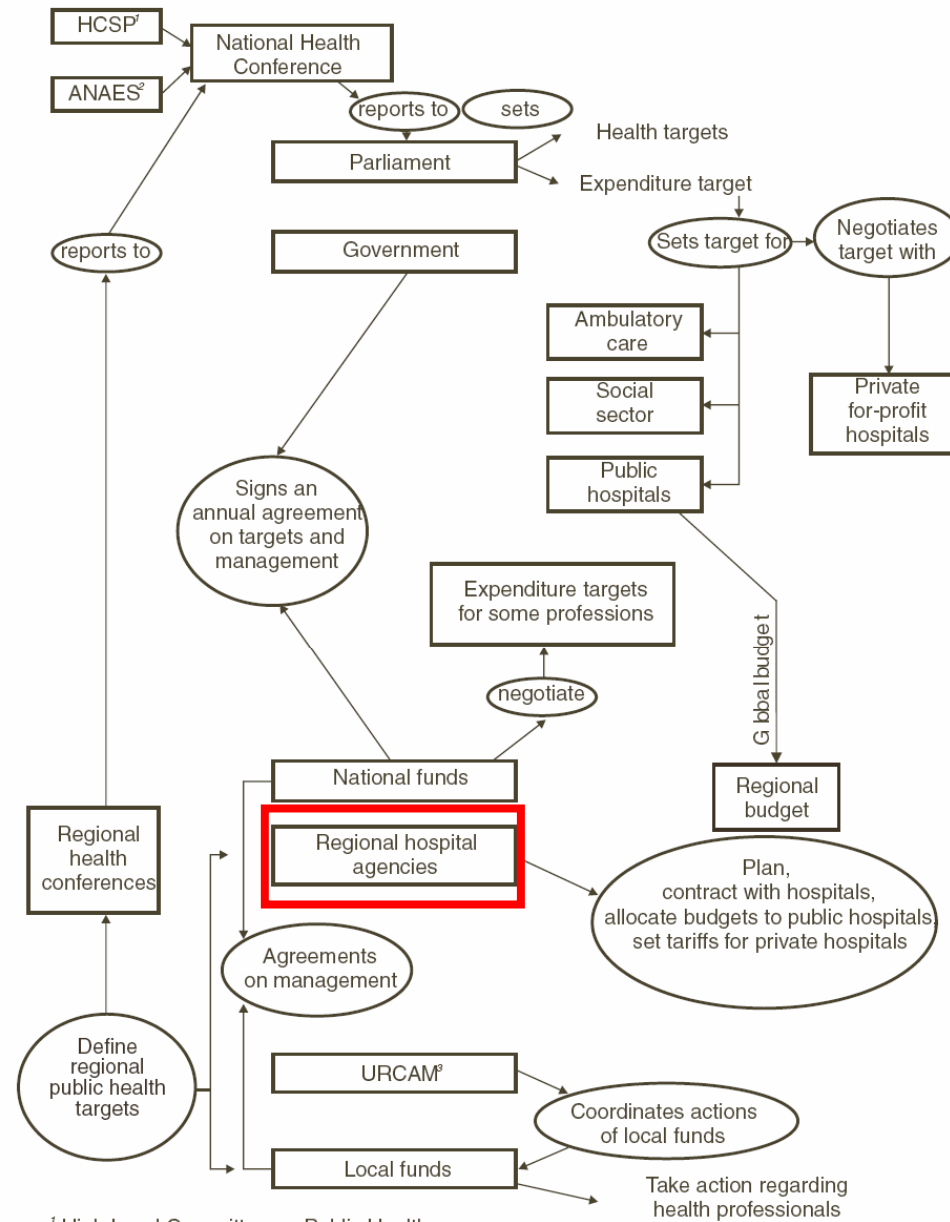 HCSP¹
National Health
Conference
ANAES²
reports to
sets
Health targets
Parliament
Expenditure target
reports to
Government
Sets target for
Negotiates
target with
Ambulatory
care
Social
sector
Private
for-profit
hospitals
Public
hospitals
Signs an
annual agreement
on targets and
management
Expenditure targets
for some professions
G bbal budget
negotiate
National funds
Regional
budget
Regional
health
conferences
Regional hospital
agencies
Plan,
contract with hospitals,
allocate budgets to public hospitals,
set tariffs for private hospitals
Agreements
on management
Define
regional
public health
targets
URCAM³
Coordinates actions
of local funds
Local funds
Take action regarding
health professionals